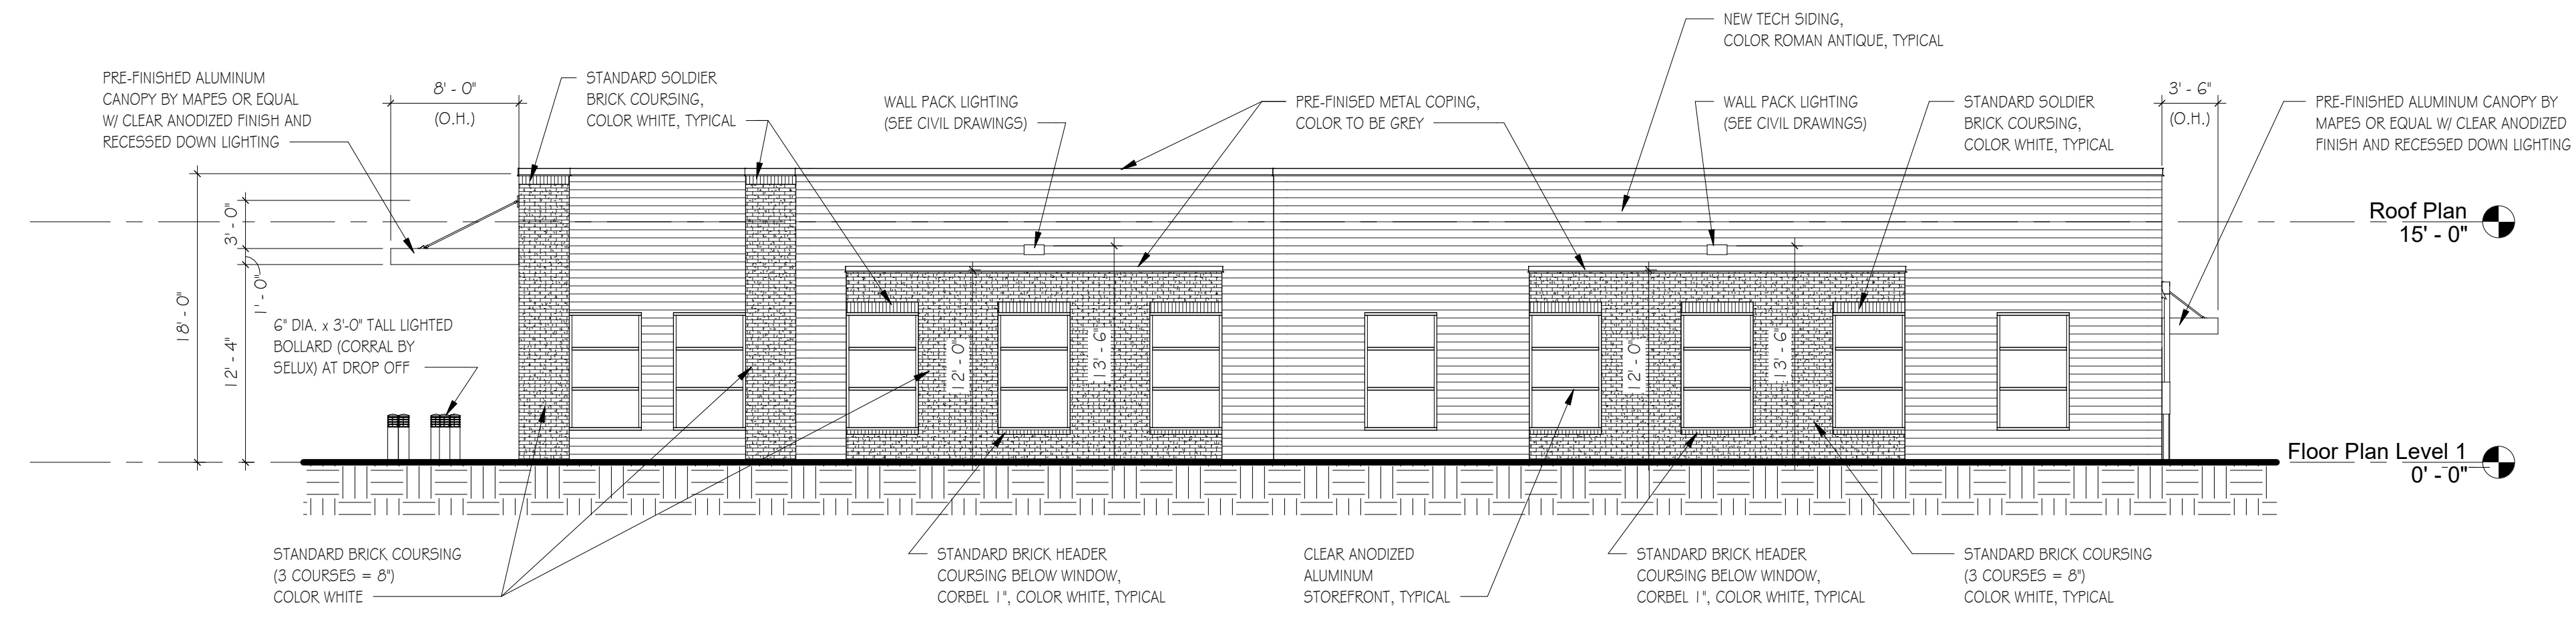 NEW TECH SIDING,
COLOR ROMAN ANTIQUE, TYPICAL
PRE-FINISHED ALUMINUM
CANOPY BY MAPES OR EQUAL
W/ CLEAR ANODIZED FINISH AND
RECESSED DOWN LIGHTING
8' - 0"
(O.H.)
STANDARD SOLDIER
BRICK COURSING,
COLOR WHITE, TYPICAL
WALL PACK LIGHTING
(SEE CIVIL DRAWINGS)
PRE-FINISED METAL COPING,
COLOR TO BE GREY
WALL PACK LIGHTING
(SEE CIVIL DRAWINGS)
STANDARD SOLDIER
BRICK COURSING,
COLOR WHITE, TYPICAL
3' - 6"
(O.H.)
PRE-FINISHED ALUMINUM CANOPY BY
MAPES OR EQUAL W/ CLEAR ANODIZED
FINISH AND RECESSED DOWN LIGHTING
Roof Plan
15' - 0"
18' - 0"
3' - 0"
1' - 0"
12' - 4"
6" DIA. x 3'-0" TALL LIGHTED
BOLLARD (CORRAL BY
SELUX) AT DROP OFF
12' - 0"
13' - 6"
12' - 0"
13' - 6"
Floor Plan Level 1
0' - 0"
STANDARD BRICK COURSING
(3 COURSES = 8")
COLOR WHITE
STANDARD BRICK HEADER
COURSING BELOW WINDOW,
CORBEL 1", COLOR WHITE, TYPICAL
CLEAR ANODIZED
ALUMINUM
STOREFRONT, TYPICAL
STANDARD BRICK HEADER
COURSING BELOW WINDOW,
CORBEL 1", COLOR WHITE, TYPICAL
STANDARD BRICK COURSING
(3 COURSES = 8")
COLOR WHITE, TYPICAL